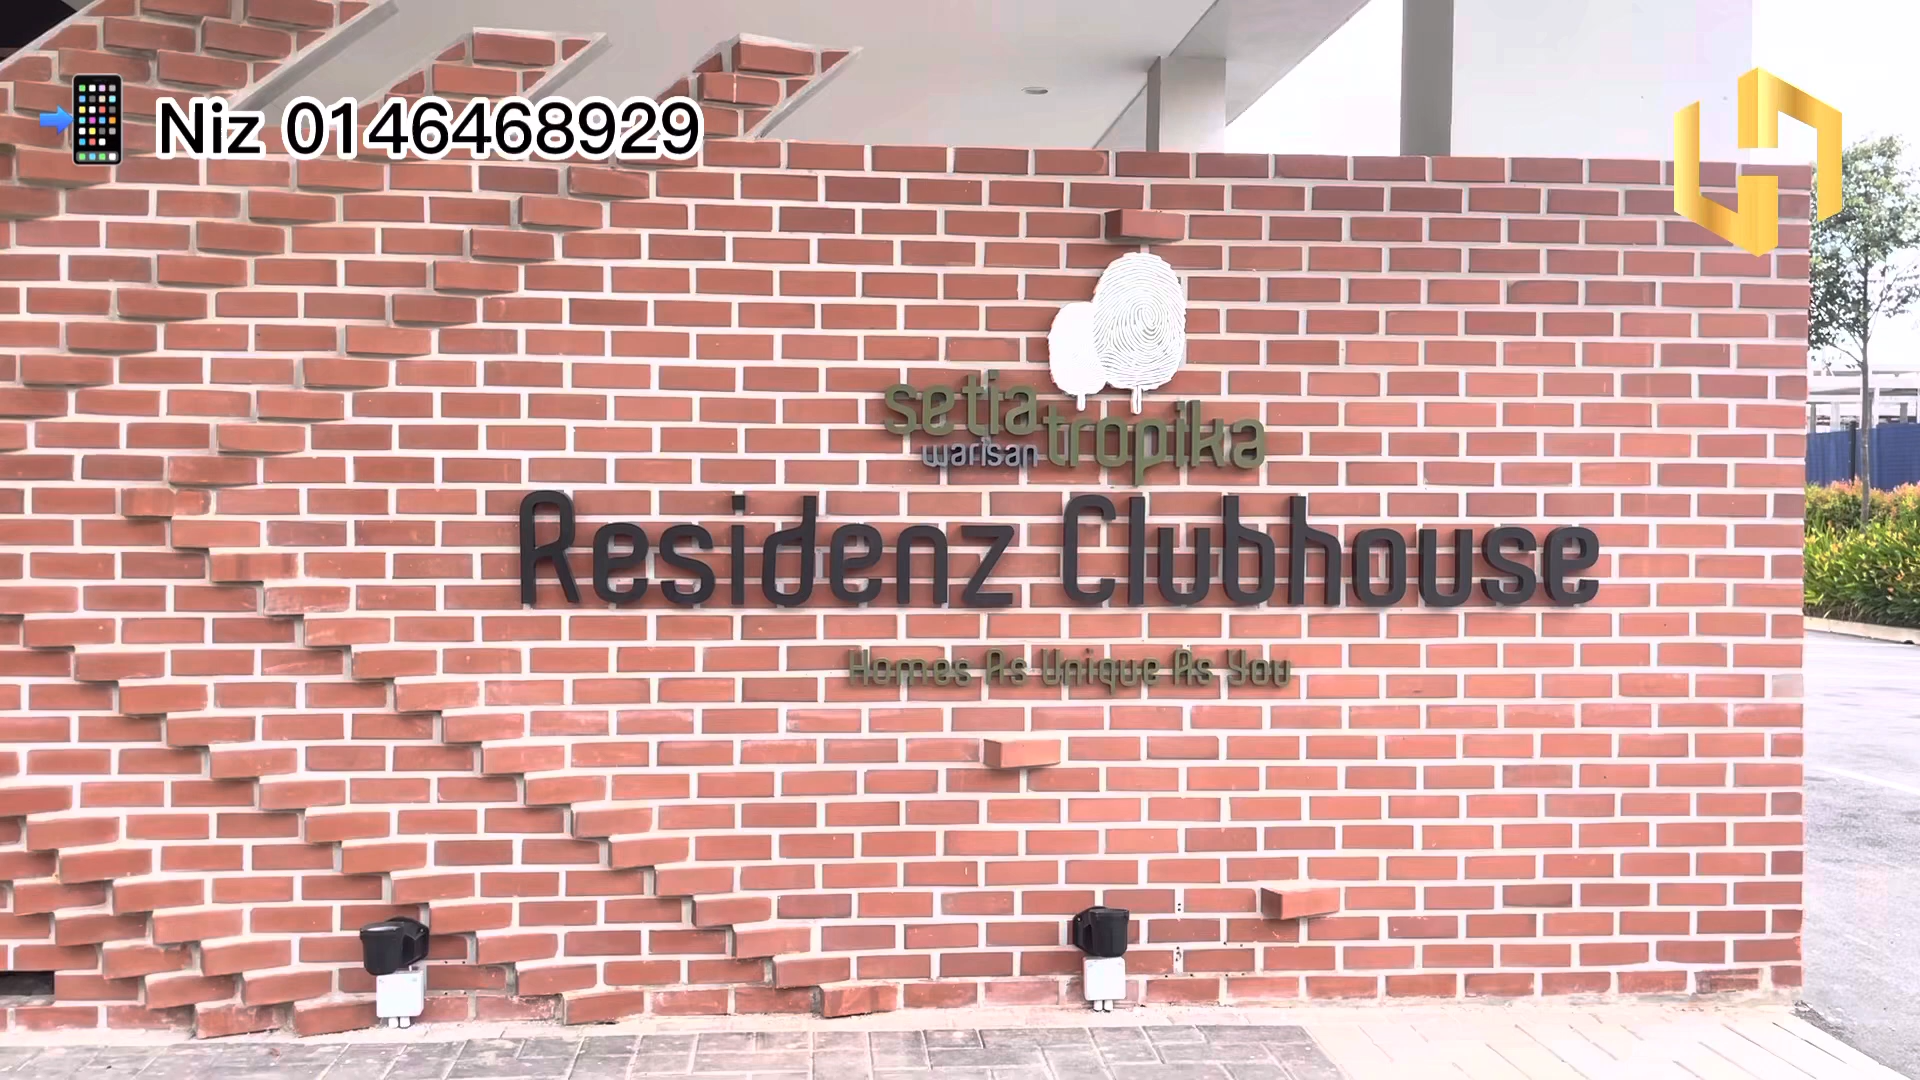 Niz 0146468929
setia tropika
warisan
Residenz Clubhouse
Homes As Unique As You